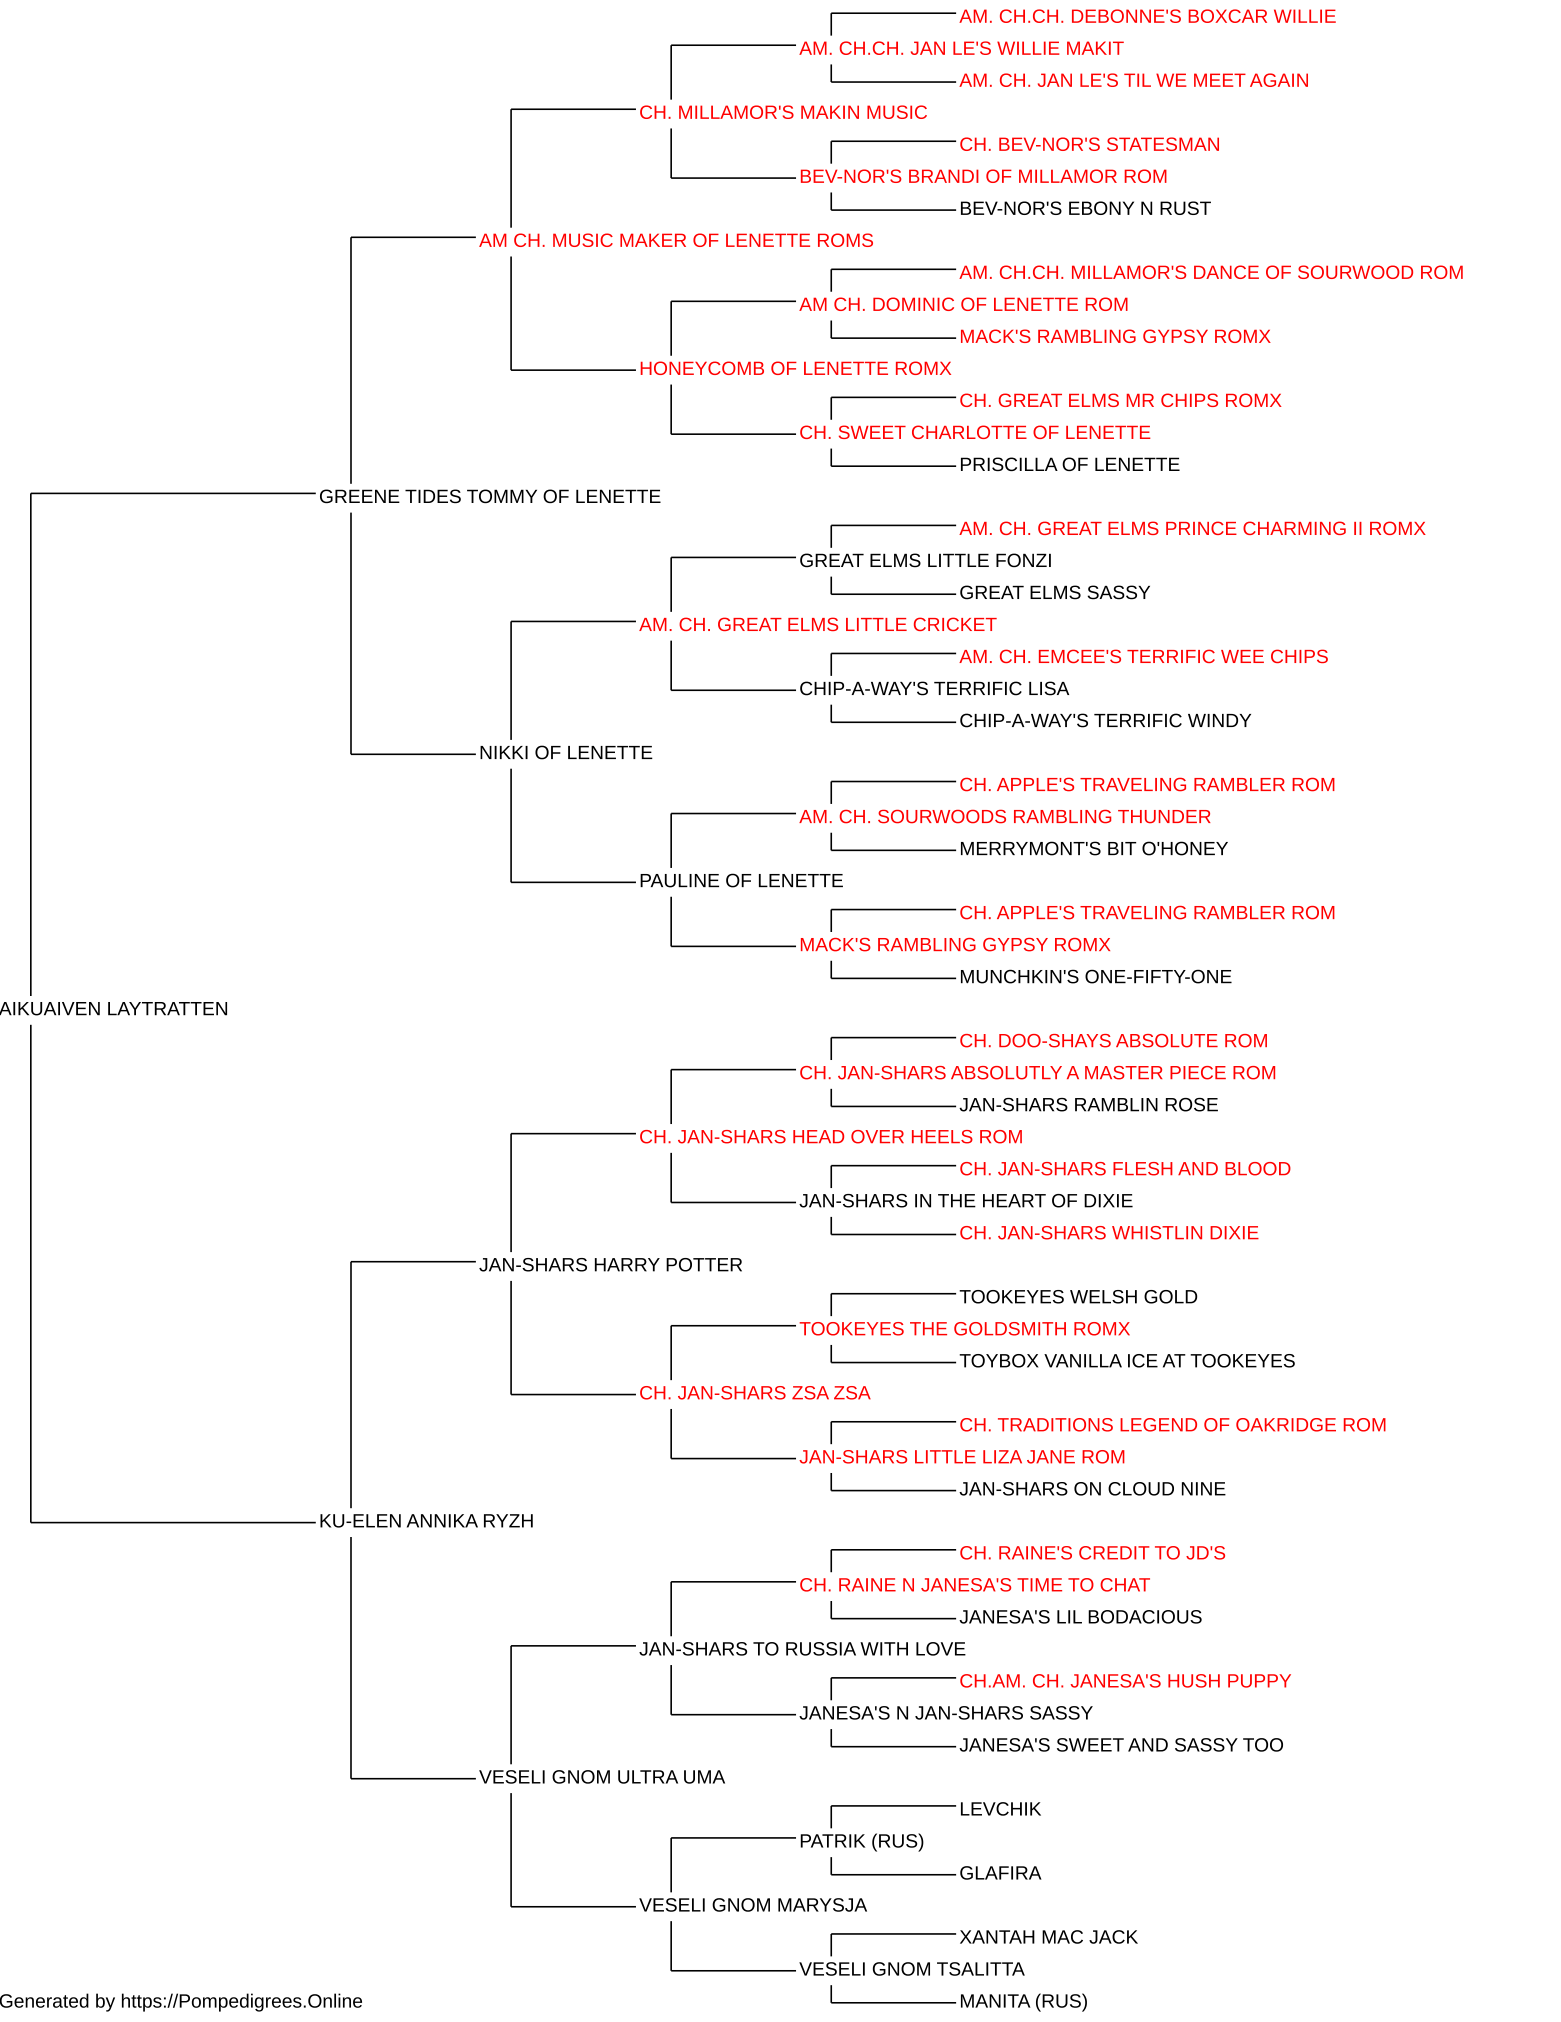 AM. CH.CH. DEBONNE'S BOXCAR WILLIE
AM. CH.CH. JAN LE'S WILLIE MAKIT
AM. CH. JAN LE'S TIL WE MEET AGAIN
CH. MILLAMOR'S MAKIN MUSIC
CH. BEV-NOR'S STATESMAN
BEV-NOR'S BRANDI OF MILLAMOR ROM
BEV-NOR'S EBONY N RUST
AM CH. MUSIC MAKER OF LENETTE ROMS
AM. CH.CH. MILLAMOR'S DANCE OF SOURWOOD ROM
AM CH. DOMINIC OF LENETTE ROM
MACK'S RAMBLING GYPSY ROMX
HONEYCOMB OF LENETTE ROMX
CH. GREAT ELMS MR CHIPS ROMX
CH. SWEET CHARLOTTE OF LENETTE
PRISCILLA OF LENETTE
GREENE TIDES TOMMY OF LENETTE
AM. CH. GREAT ELMS PRINCE CHARMING II ROMX
GREAT ELMS LITTLE FONZI
GREAT ELMS SASSY
AM. CH. GREAT ELMS LITTLE CRICKET
AM. CH. EMCEE'S TERRIFIC WEE CHIPS
CHIP-A-WAY'S TERRIFIC LISA
CHIP-A-WAY'S TERRIFIC WINDY
NIKKI OF LENETTE
CH. APPLE'S TRAVELING RAMBLER ROM
AM. CH. SOURWOODS RAMBLING THUNDER
MERRYMONT'S BIT O'HONEY
PAULINE OF LENETTE
CH. APPLE'S TRAVELING RAMBLER ROM
MACK'S RAMBLING GYPSY ROMX
MUNCHKIN'S ONE-FIFTY-ONE
AIKUAIVEN LAYTRATTEN
CH. DOO-SHAYS ABSOLUTE ROM
CH. JAN-SHARS ABSOLUTLY A MASTER PIECE ROM
JAN-SHARS RAMBLIN ROSE
CH. JAN-SHARS HEAD OVER HEELS ROM
CH. JAN-SHARS FLESH AND BLOOD
JAN-SHARS IN THE HEART OF DIXIE
CH. JAN-SHARS WHISTLIN DIXIE
JAN-SHARS HARRY POTTER
TOOKEYES WELSH GOLD
TOOKEYES THE GOLDSMITH ROMX
TOYBOX VANILLA ICE AT TOOKEYES
CH. JAN-SHARS ZSA ZSA
CH. TRADITIONS LEGEND OF OAKRIDGE ROM
JAN-SHARS LITTLE LIZA JANE ROM
JAN-SHARS ON CLOUD NINE
KU-ELEN ANNIKA RYZH
CH. RAINE'S CREDIT TO JD'S
CH. RAINE N JANESA'S TIME TO CHAT
JANESA'S LIL BODACIOUS
JAN-SHARS TO RUSSIA WITH LOVE
CH.AM. CH. JANESA'S HUSH PUPPY
JANESA'S N JAN-SHARS SASSY
JANESA'S SWEET AND SASSY TOO
VESELI GNOM ULTRA UMA
LEVCHIK
PATRIK (RUS)
GLAFIRA
VESELI GNOM MARYSJA
XANTAH MAC JACK
VESELI GNOM TSALITTA
MANITA (RUS)
Generated by https://Pompedigrees.Online